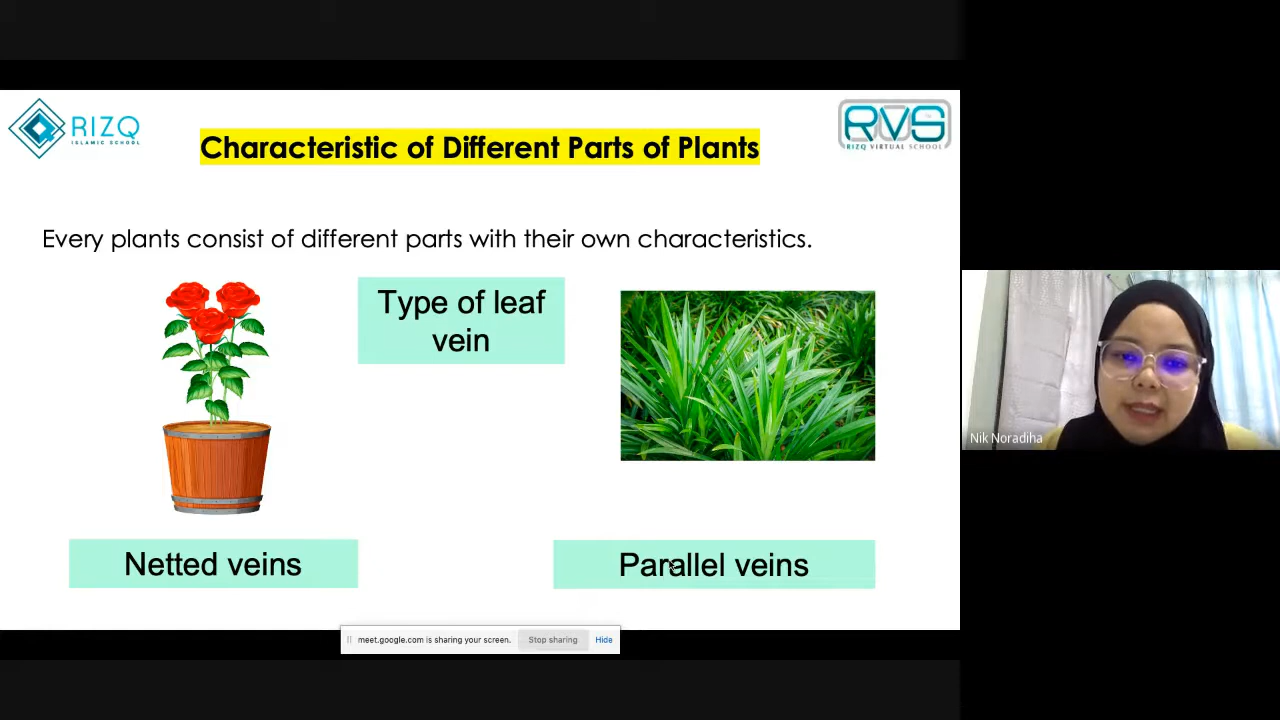 RIZQ
ISLAMIC SCHOOL
RVS
RIZQ VIRTUAL SCHOOL
Characteristic of Different Parts of Plants
Every plants consist of different parts with their own characteristics.
Type of leaf
vein
Nik Noradiha
Netted veins
Parallel veins
meet.google.com is sharing your screen.
Stop sharing
Hide